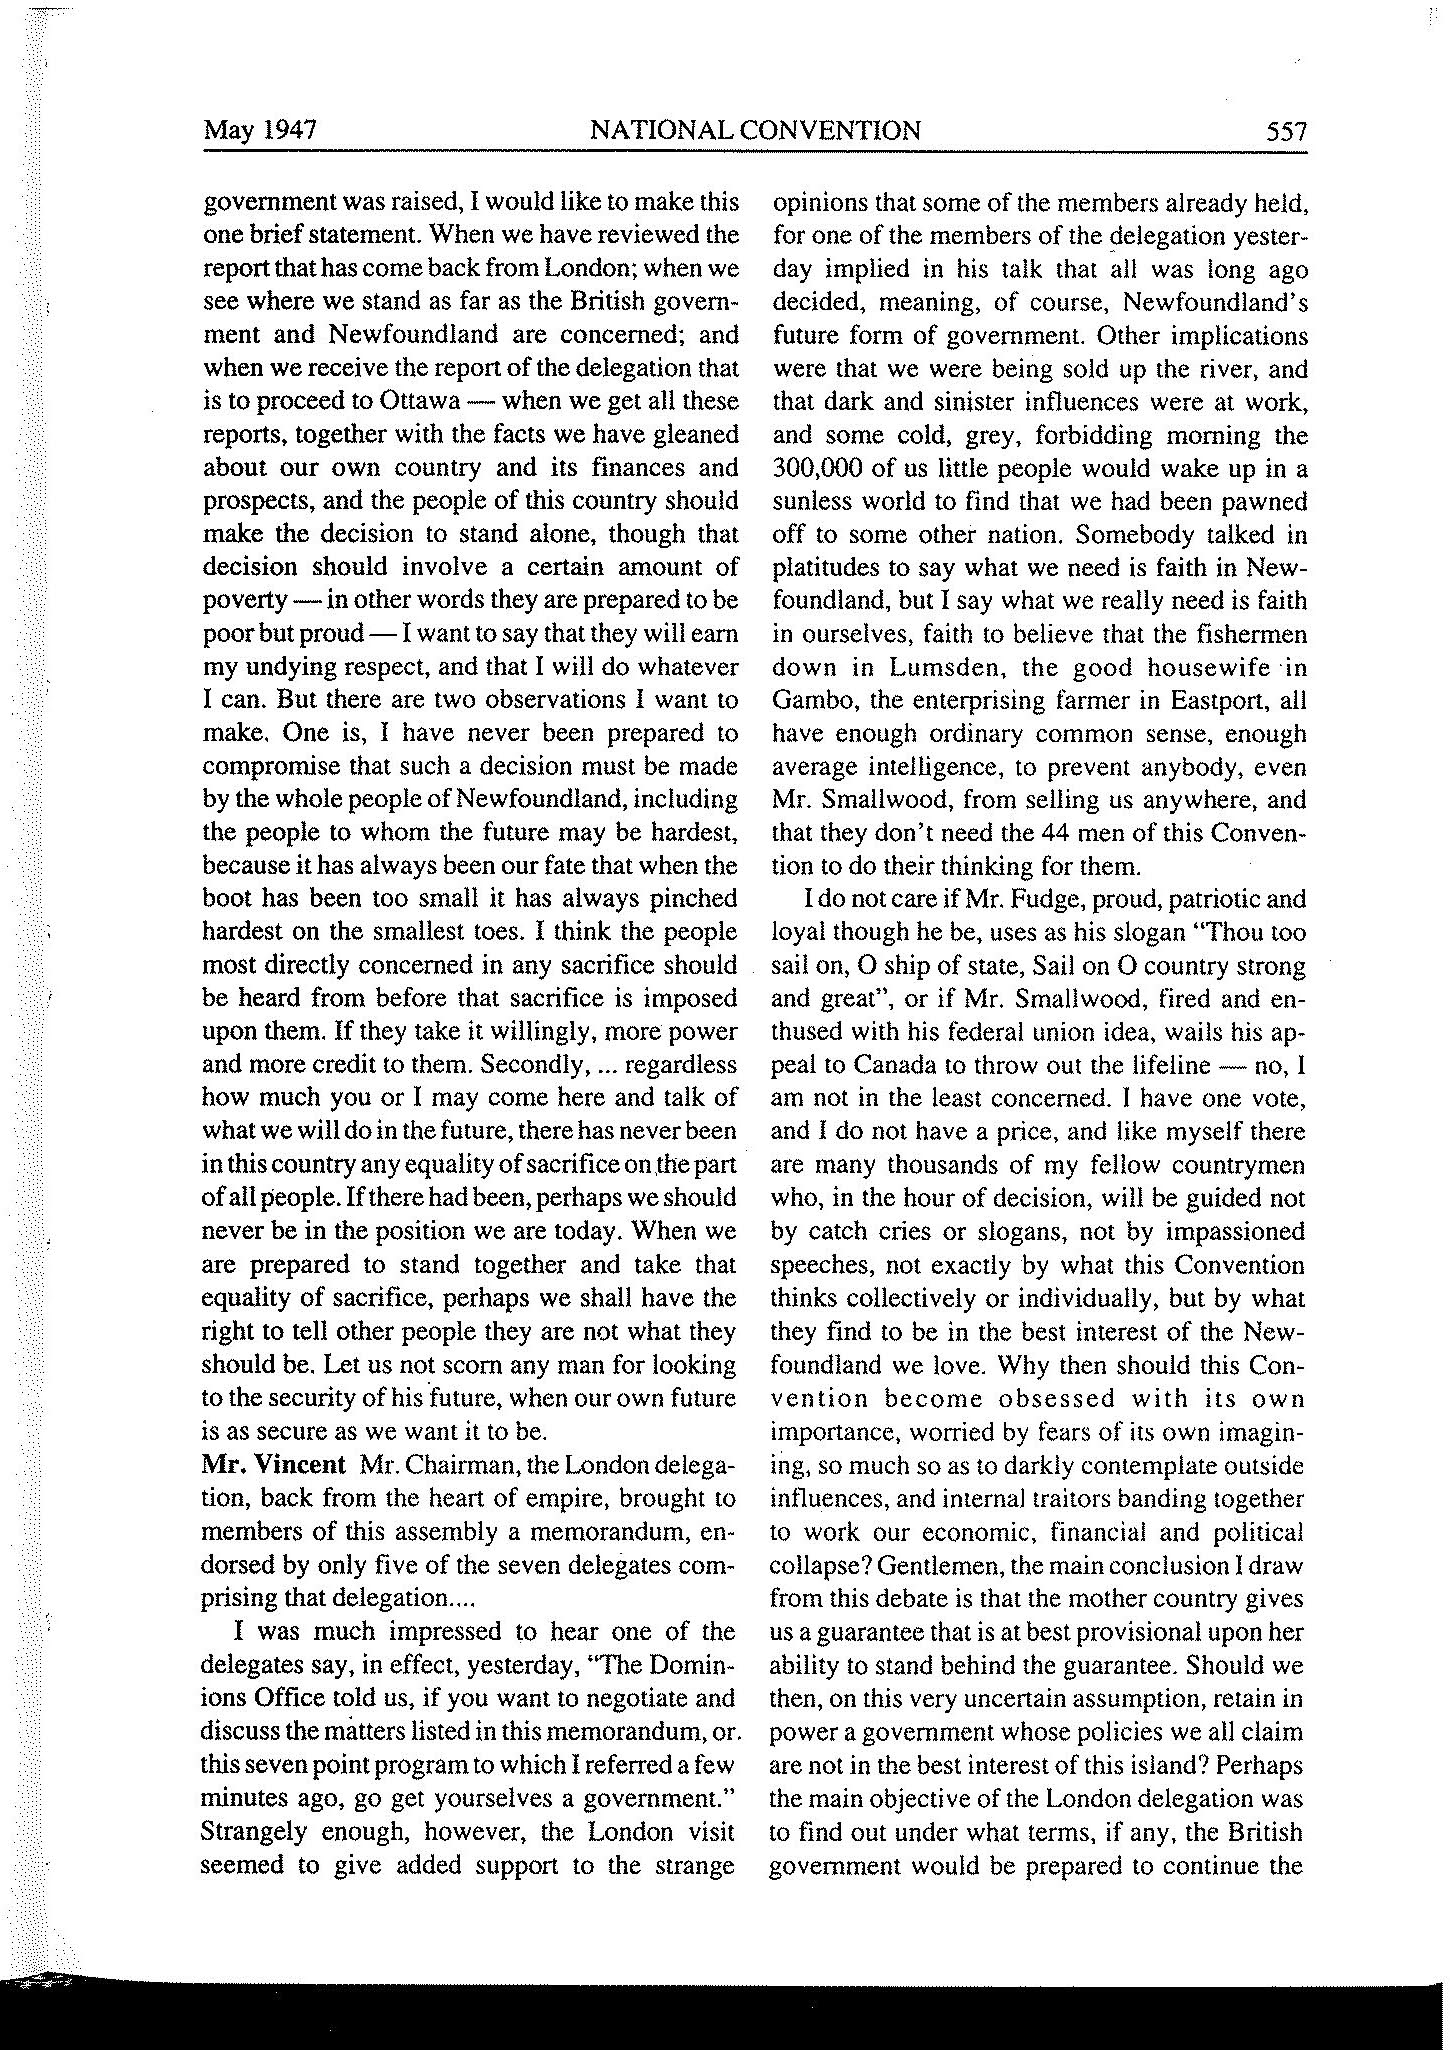 May 1947 NATIONAL CONVENTION 557
government was raised, I would like to make this
one brief statement. When we have reviewed the
report that has come back from London; when we
see where we stand as far as the British govern-
ment and Newfoundland are concerned; and
when we receive the report of the delegation that
is to proceed to Ottawa — when we get all these
reports, together with the facts we have gleaned
about our own country and its finances and
prospects, and the people of this country should
make the decision to stand alone, though that
decision should involve a certain amount of
poverty — in other words they are prepared to be
poor but proud — I want to say that they will earn
my undying respect, and that I will do whatever
I can. But there are two observations I want to
make. One is, I have never been prepared to
compromise that such a decision must be made
by the whole people of Newfoundland, including
the people to whom the future may be hardest,
because it has always been our fate that when the
boot has been too small it has always pinched
hardest on the smallest toes. I think the people
most directly concerned in any sacrifice should
be heard from before that sacrifice is imposed
upon them. If they take it willingly, more power
and more credit to them. Secondly, ... regardless
how much you or I may come here and talk of
what we will do in the future, there has never been
in this country any equality of sacrifice on the part
of all people. If there had been, perhaps we should
never be in the position we are today. When we
are prepared to stand together and take that
equality of sacrifice, perhaps we shall have the
right to tell other people they are not what they
should be. Let us not scorn any man for looking
to the security of his future, when our own future
is as secure as we want it to be.
Mr. Vincent Mr. Chairman, the London delega-
tion, back from the heart of empire, brought to
members of this assembly a memorandum, en-
dorsed by only five of the seven delegates com-
prising that delegation....
I was much impressed to hear one of the
delegates say, in effect, yesterday, "The Domin-
ions Office told us, if you want to negotiate and
discuss the matters listed in this memorandum, or
this seven point program to which I referred a few
minutes ago, go get yourselves a government."
Strangely enough, however, the London visit
seemed to give added support to the strange
opinions that some of the members already held,
for one of the members of the delegation yester-
day implied in his talk that all was long ago
decided, meaning, of course, Newfoundland's
future form of government. Other implications
were that we were being sold up the river, and
that dark and sinister influences were at work,
and some cold, grey, forbidding morning the
300,000 of us little people would wake up in a
sunless world to find that we had been pawned
off to some other nation. Somebody talked in
platitudes to say what we need is faith in New-
foundland, but I say what we really need is faith
in ourselves, faith to believe that the fishermen
down in Lumsden, the good housewife in
Gambo, the enterprising farmer in Eastport, all
have enough ordinary common sense, enough
average intelligence, to prevent anybody, even
Mr. Smallwood, from selling us anywhere, and
that they don't need the 44 men of this Conven-
tion to do their thinking for them.
I do not care if Mr. Fudge, proud, patriotic and
loyal though he be, uses as his slogan "Thou too
sail on, O ship of state, Sail on O country strong
and great", or if Mr. Smallwood, fired and en-
thused with his federal union idea, wails his ap-
peal to Canada to throw out the lifeline — no, I
am not in the least concerned. I have one vote,
and I do not have a price, and like myself there
are many thousands of my fellow countrymen
who, in the hour of decision, will be guided not
by catch cries or slogans, not by impassioned
speeches, not exactly by what this Convention
thinks collectively or individually, but by what
they find to be in the best interest of the New-
foundland we love. Why then should this Con-
vention become obsessed with its own
importance, worried by fears of its own imagin-
ing, so much so as to darkly contemplate outside
influences, and internal traitors banding together
to work our economic, financial and political
collapse? Gentlemen, the main conclusion I draw
from this debate is that the mother country gives
us a guarantee that is at best provisional upon her
ability to stand behind the guarantee. Should we
then, on this very uncertain assumption, retain in
power a government whose policies we all claim
are not in the best interest of this island? Perhaps
the main objective of the London delegation was
to find out under what terms, if any, the British
government would be prepared to continue the